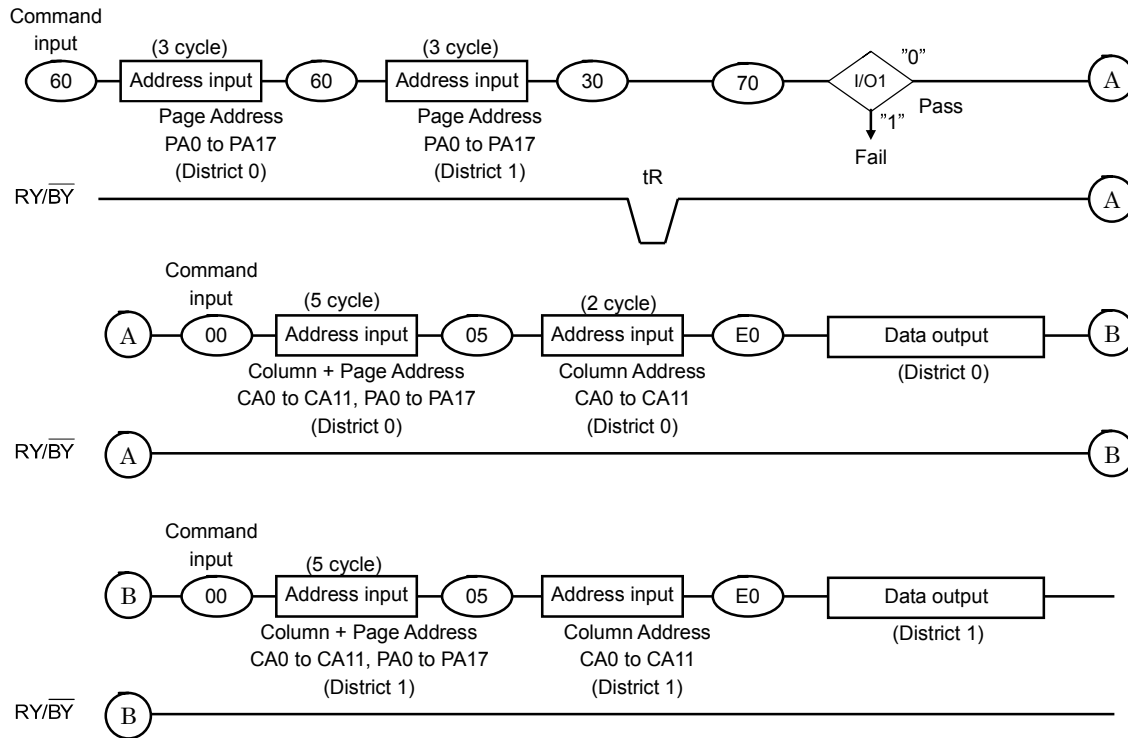 Command
input
(3 cycle)
(3 cycle)
60
Address input
60
Address input
30
70
I/O1
"0"
A
Page Address
PA0 to PA17
(District 0)
Page Address
PA0 to PA17
(District 1)
Pass
"1"
Fail
tR
RY/BY
A
Command
input
(5 cycle)
(2 cycle)
A
00
Address input
05
Address input
E0
Data output
B
Column + Page Address
CA0 to CA11, PA0 to PA17
(District 0)
Column Address
CA0 to CA11
(District 0)
(District 0)
RY/BY
A
B
Command
input
(5 cycle)
B
00
Address input
05
Address input
E0
Data output
Column + Page Address
CA0 to CA11, PA0 to PA17
(District 1)
Column Address
CA0 to CA11
(District 1)
(District 1)
RY/BY
B